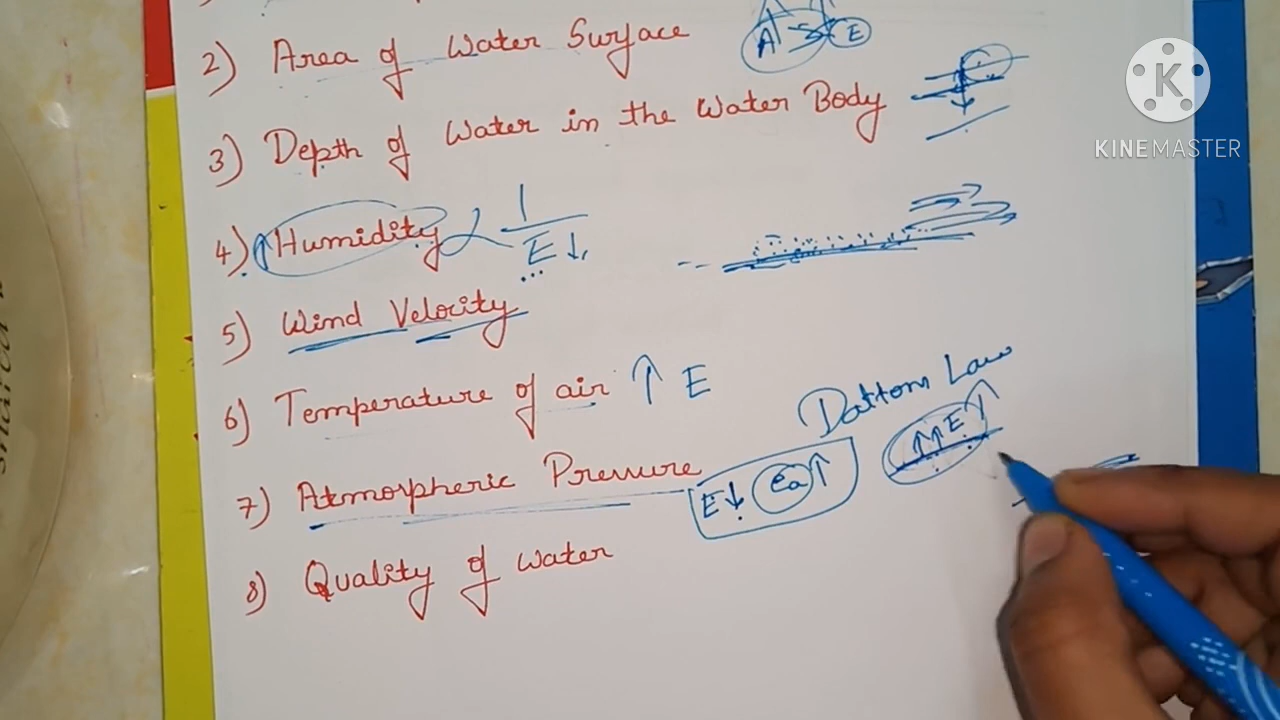 2) Area of Water Surface A E
3) Depth of Water in the Water Body
K
KINEMASTER
4) ↑Humidity ∝ 1/E↓
5) Wind Velocity
6) Temperature of air ↑ E
Daltons Law
7) Atmospheric Pressure E↓ ea↑ ↑↑E↑
8) Quality of water